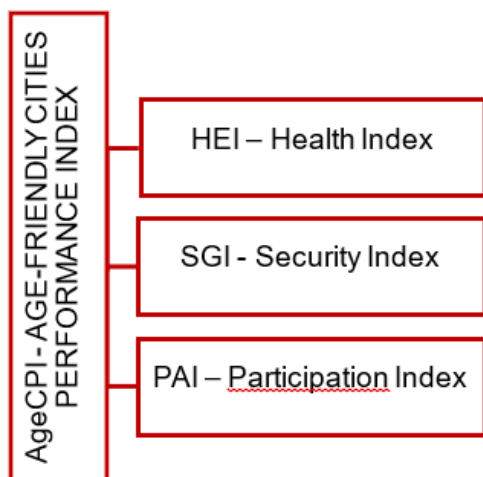 AgeCPI - AGE-FRIENDLY CITIES
PERFORMANCE INDEX
HEI – Health Index
SGI - Security Index
PAI – Participation Index